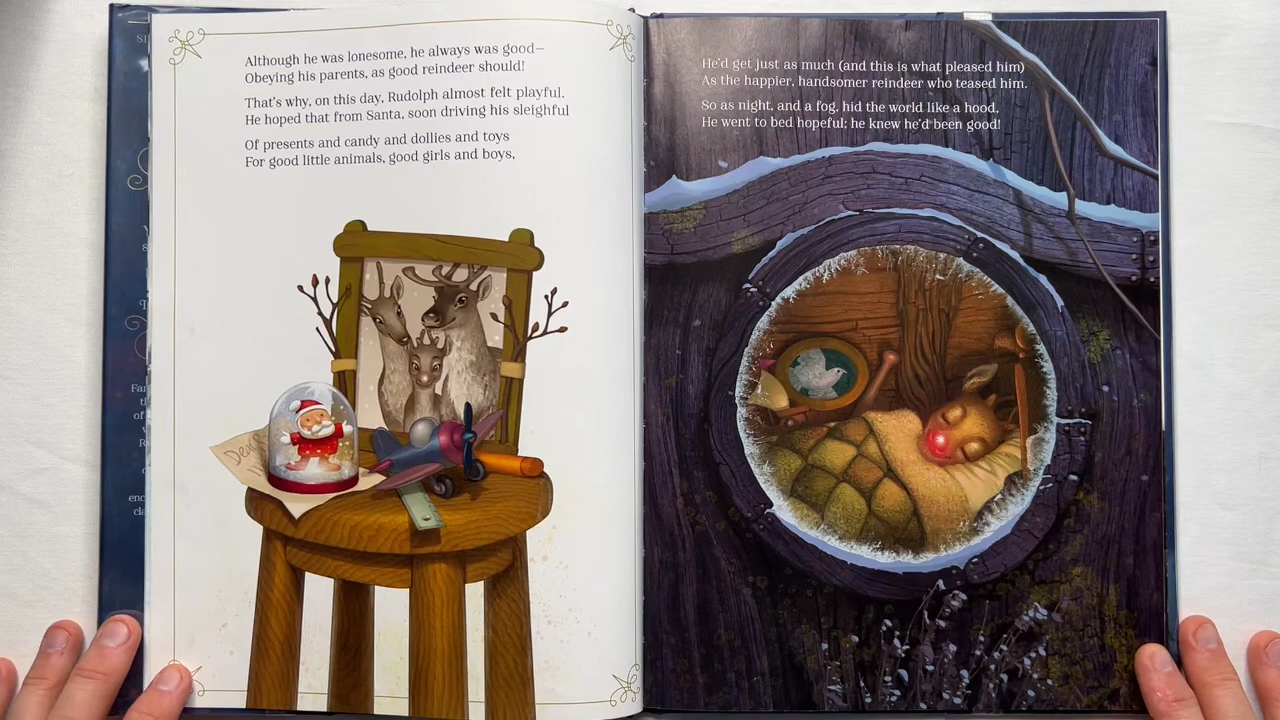 Although he was lonesome, he always was good—
Obeying his parents, as good reindeer should!
That's why, on this day, Rudolph almost felt playful.
He hoped that from Santa, soon driving his sleighful
Of presents and candy and dollies and toys
For good little animals, good girls and boys,
He'd get just as much (and this is what pleased him)
As the happier, handsomer reindeer who teased him.
So as night, and a fog, hid the world like a hood,
He went to bed hopeful; he knew he'd been good!